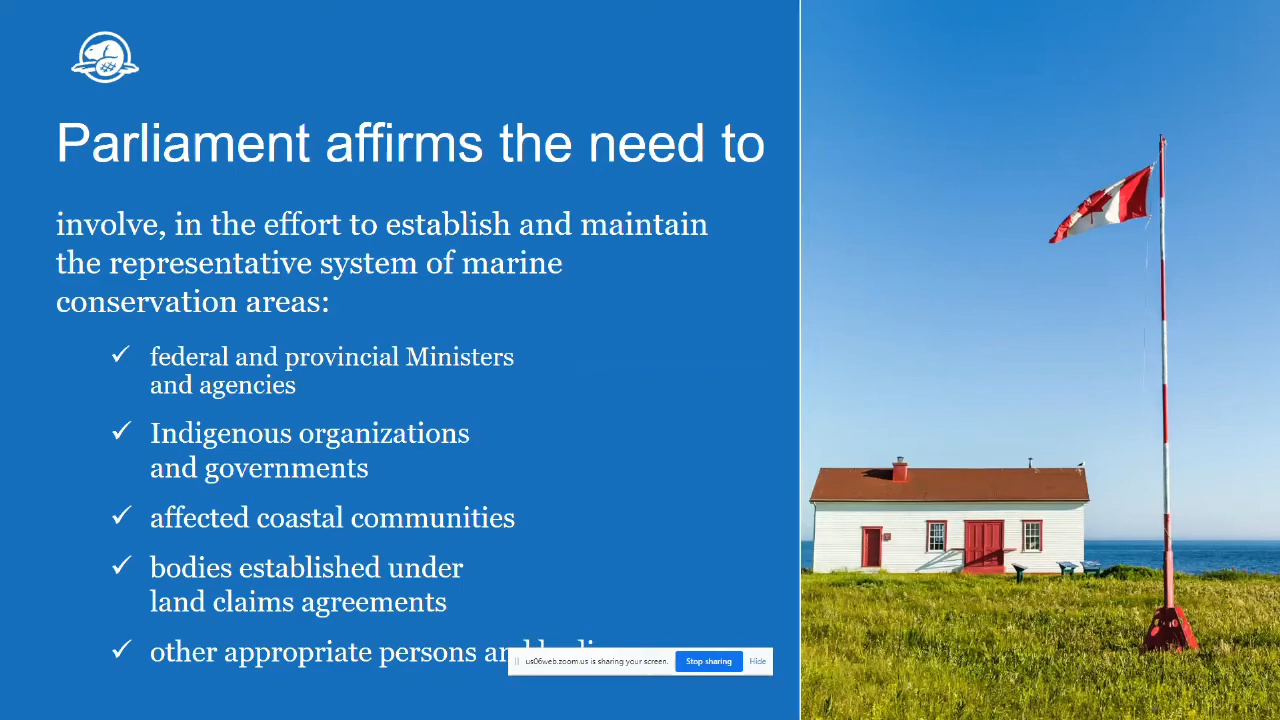 Parliament affirms the need to
involve, in the effort to establish and maintain
the representative system of marine
conservation areas:
✓ federal and provincial Ministers
and agencies
✓ Indigenous organizations
and governments
✓ affected coastal communities
✓ bodies established under
land claims agreements
✓ other appropriate persons
us06web.zoom.us is sharing your screen. Stop sharing Hide